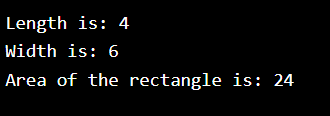 Length is: 4
Width is: 6
Area of the rectangle is: 24